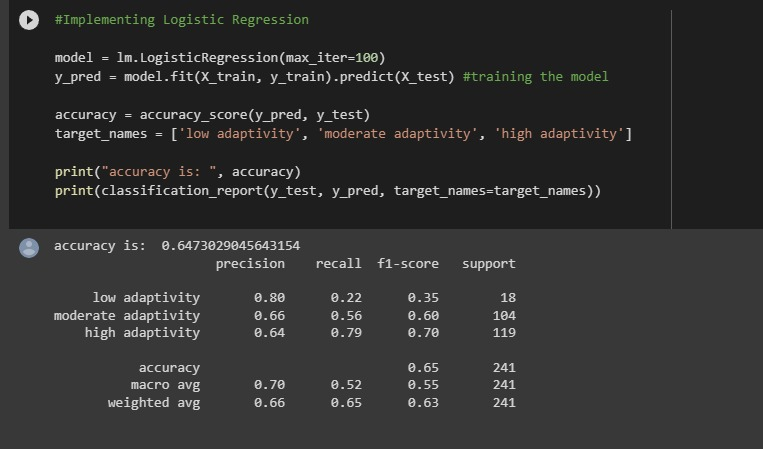 #Implementing Logistic Regression
model = lm.LogisticRegression(max_iter=100)
y_pred = model.fit(X_train, y_train).predict(X_test) #training the model
accuracy = accuracy_score(y_pred, y_test)
target_names = ['low adaptivity', 'moderate adaptivity', 'high adaptivity']
print("accuracy is: ", accuracy)
print(classification_report(y_test, y_pred, target_names=target_names))
accuracy is:  0.6473029045643154
precision recall f1-score support
low adaptivity 0.80 0.22 0.35 18
moderate adaptivity 0.66 0.56 0.60 104
high adaptivity 0.64 0.79 0.70 119
accuracy 0.65 241
macro avg 0.70 0.52 0.55 241
weighted avg 0.66 0.65 0.63 241